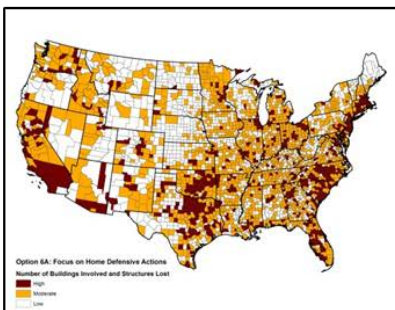 Option 6A: Focus on Home Defensive Actions
Number of Buildings Involved and Structures Lost
High
Moderate
Low